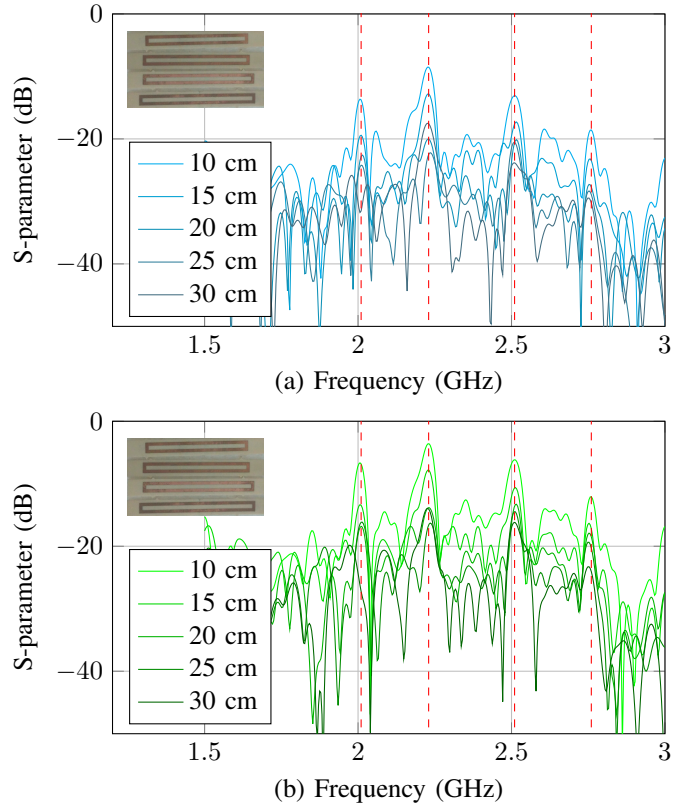 0
−20
−40
S-parameter (dB)
10 cm
15 cm
20 cm
25 cm
30 cm
1.5
2
2.5
3
(a) Frequency (GHz)
0
−20
−40
S-parameter (dB)
10 cm
15 cm
20 cm
25 cm
30 cm
1.5
2
2.5
3
(b) Frequency (GHz)